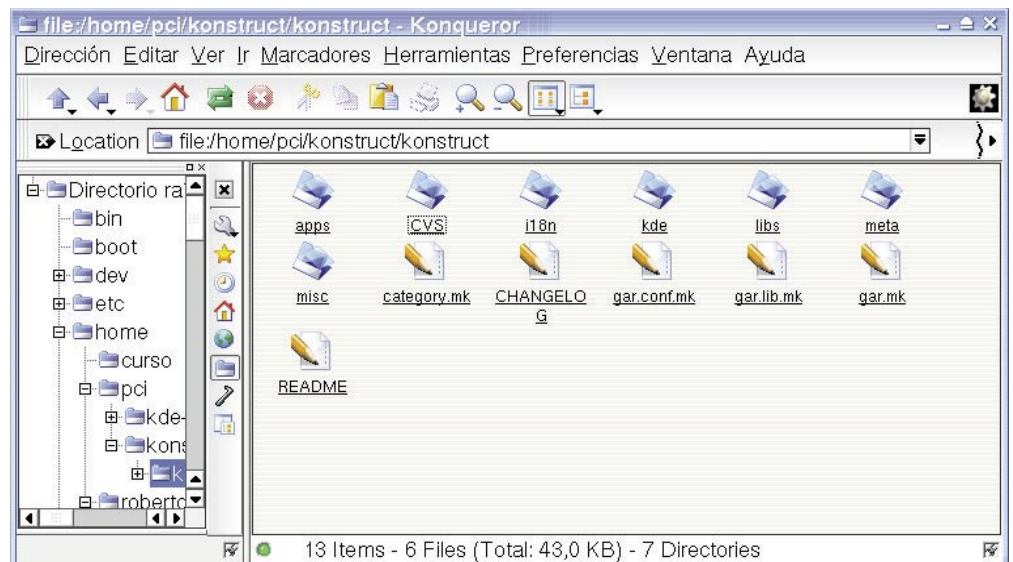 file:/home/pci/konstruct/konstruct - Konqueror
Dirección Editar Ver Ir Marcadores Herramientas Preferencias Ventana Ayuda
Location file:/home/pci/konstruct/konstruct
Directorio ra
bin
boot
dev
etc
home
curso
pci
kde-
kons
k
roberto
apps CVS i18n kde libs meta
misc category.mk CHANGELO gar.conf.mk gar.lib.mk gar.mk
G
README
13 Items - 6 Files (Total: 43,0 KB) - 7 Directories